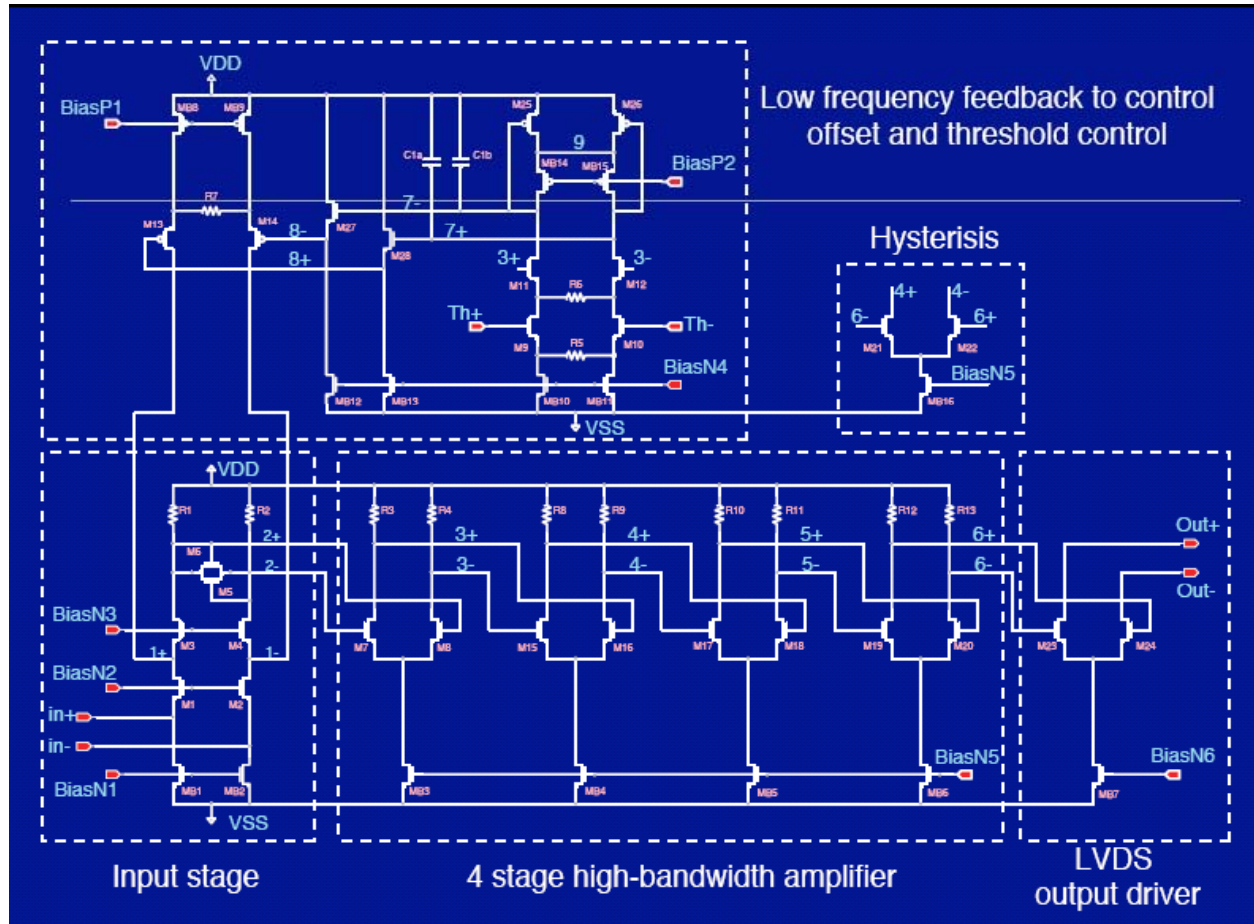 VDD
BiasP1
MB8
MB9
M25
M26
Low frequency feedback to control
offset and threshold control
C1a
C1b
9
MB14
MB15
BiasP2
R7
7-
M13
M14
M27
8-
7+
M28
8+
3+
3-
M11
R6
M12
Th+
Th-
M9
R5
M10
BiasN4
MB12
MB13
MB10
MB11
VSS
Hysterisis
4+
4-
6-
6+
M21
M22
BiasN5
MB16
VDD
R1
R2
R3
R4
R8
R9
R10
R11
R12
R13
2+
3+
4+
5+
6+
Out+
M6
2-
3-
4-
5-
6-
M5
Out-
BiasN3
M3
M4
M7
M8
M15
M16
M17
M18
M19
M20
M23
M24
1+
1-
BiasN2
M1
M2
in+
in-
BiasN1
MB1
MB2
MB3
MB4
MB5
MB6
BiasN5
MB7
BiasN6
VSS
Input stage
4 stage high-bandwidth amplifier
LVDS
output driver